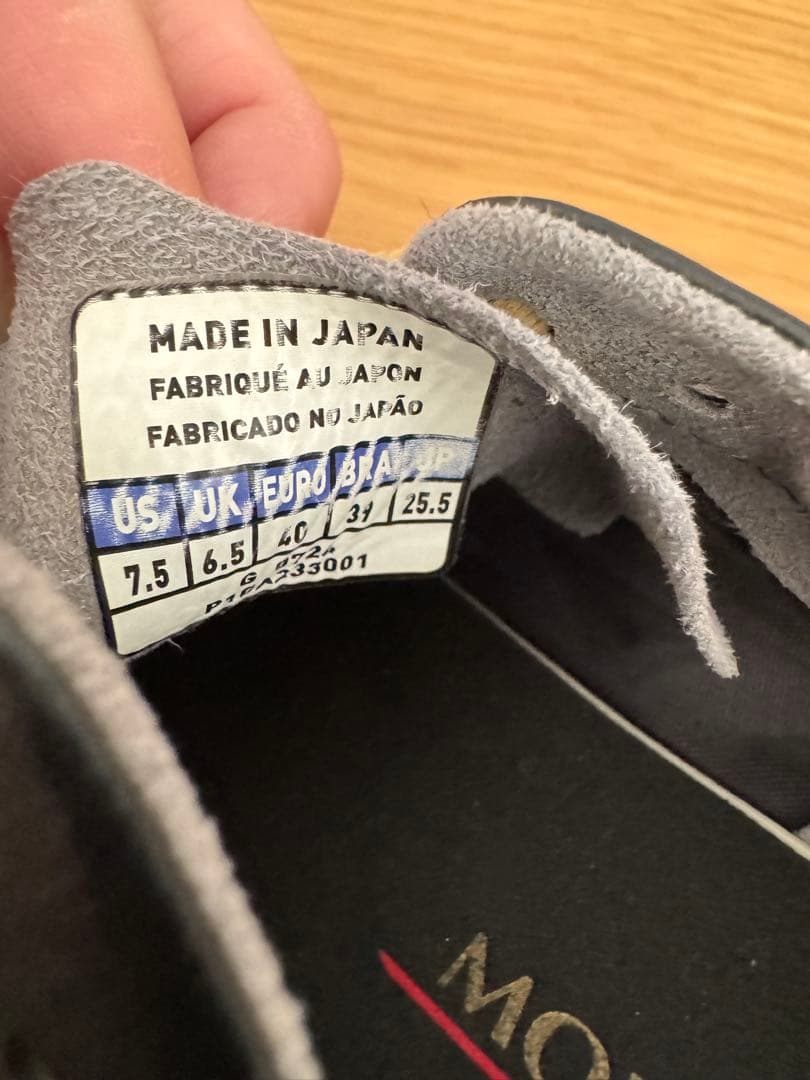 MADE IN JAPAN
FABRIQUÉ AU JAPON
FABRICADO NO JAPÃO
US UK EURO BRA JP
7.5 6.5 40 25.5